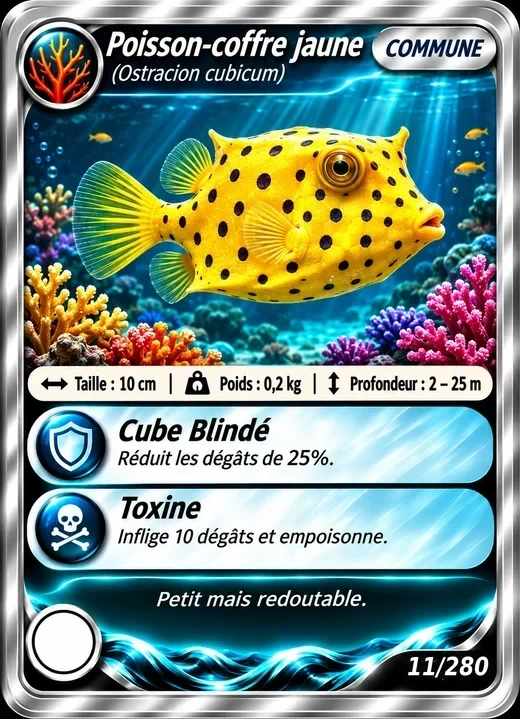 Poisson-coffre jaune
COMMUNE
(Ostracion cubicum)
Taille : 10 cm | Poids : 0,2 kg | Profondeur : 2 – 25 m
Cube Blindé
Réduit les dégâts de 25%.
Toxine
Inflige 10 dégâts et empoisonne.
Petit mais redoutable.
11/280